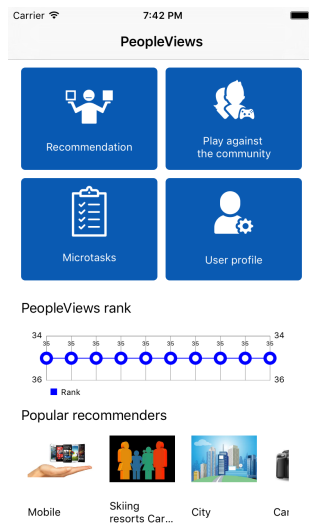 Carrier 7:42 PM
PeopleViews
Recommendation
Play against
the community
Microtasks
User profile
PeopleViews rank
34 34
35 35 35 35 35 35 35 35 35 35
36 36
Rank
Popular recommenders
Mobile
Skiing
resorts Car...
City
Car